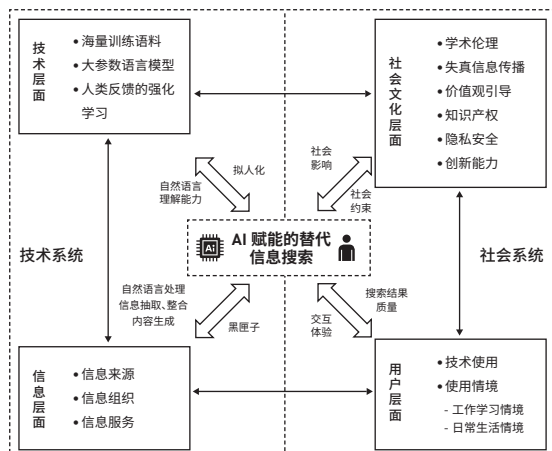 技术层面
• 海量训练语料
• 大参数语言模型
• 人类反馈的强化
学习
社会文化层面
• 学术伦理
• 失真信息传播
• 价值观引导
• 知识产权
• 隐私安全
• 创新能力
拟人化
自然语言
理解能力
社会
影响
社会
约束
技术系统
Ai
AI 赋能的替代
信息搜索
社会系统
自然语言处理
信息抽取、整合
内容生成
黑匣子
搜索结果
质量
交互
体验
信息层面
• 信息来源
• 信息组织
• 信息服务
用户层面
• 技术使用
• 使用情境
- 工作学习情境
- 日常生活情境